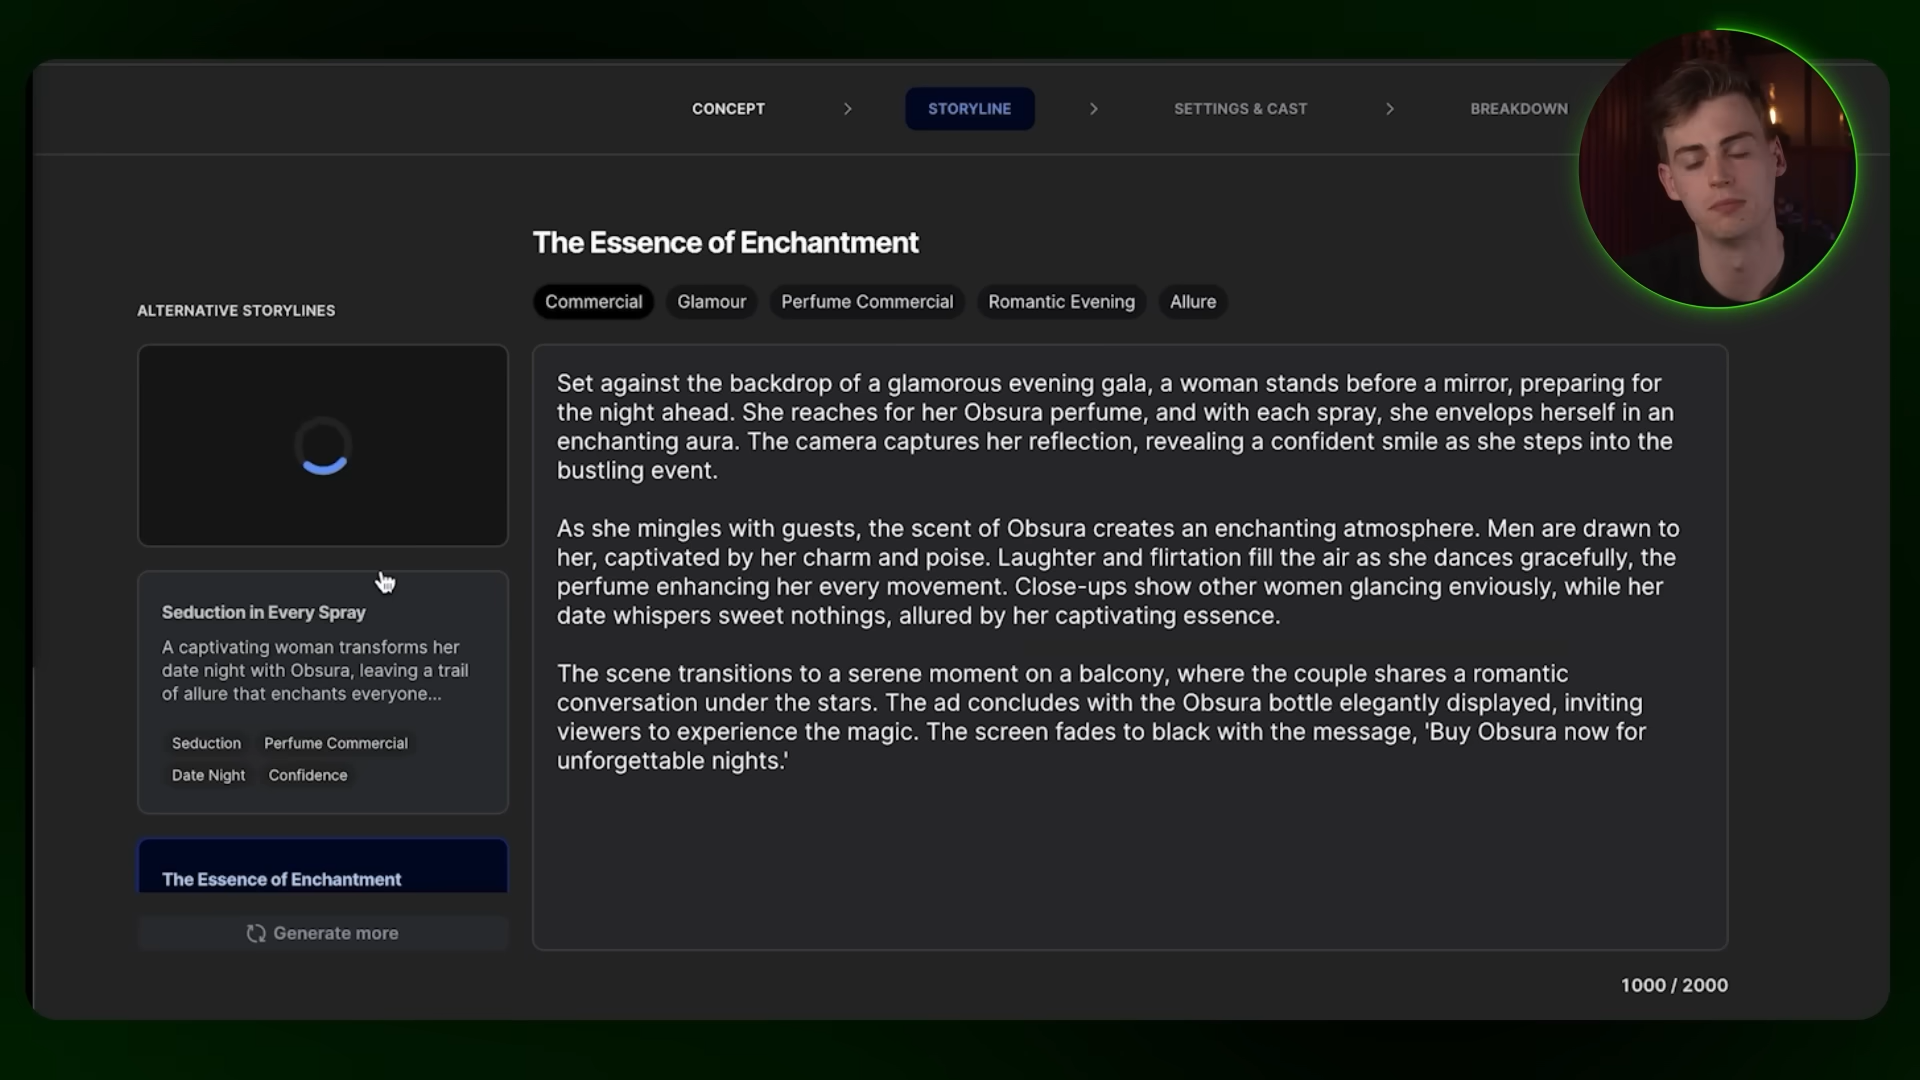 CONCEPT
STORYLINE
SETTINGS & CAST
BREAKDOWN
The Essence of Enchantment
Commercial
Glamour
Perfume Commercial
Romantic Evening
Allure
ALTERNATIVE STORYLINES
Seduction in Every Spray
A captivating woman transforms her
date night with Obsura, leaving a trail
of allure that enchants everyone...
Seduction
Perfume Commercial
Date Night
Confidence
The Essence of Enchantment
Generate more
Set against the backdrop of a glamorous evening gala, a woman stands before a mirror, preparing for
the night ahead. She reaches for her Obsura perfume, and with each spray, she envelops herself in an
enchanting aura. The camera captures her reflection, revealing a confident smile as she steps into the
bustling event.
As she mingles with guests, the scent of Obsura creates an enchanting atmosphere. Men are drawn to
her, captivated by her charm and poise. Laughter and flirtation fill the air as she dances gracefully, the
perfume enhancing her every movement. Close-ups show other women glancing enviously, while her
date whispers sweet nothings, allured by her captivating essence.
The scene transitions to a serene moment on a balcony, where the couple shares a romantic
conversation under the stars. The ad concludes with the Obsura bottle elegantly displayed, inviting
viewers to experience the magic. The screen fades to black with the message, 'Buy Obsura now for
unforgettable nights.'
1000 / 2000